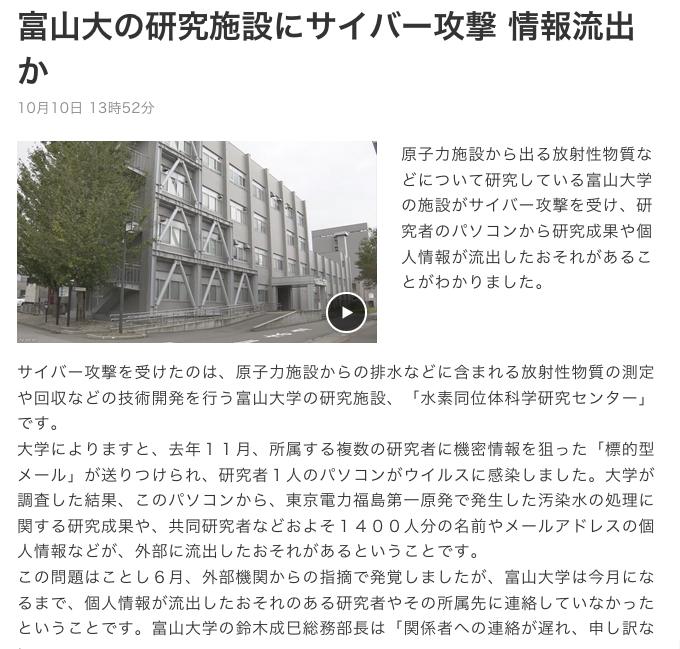 富山大の研究施設にサイバー攻撃 情報流出
か
10月10日 13時52分
原子力施設から出る放射性物質な
どについて研究している富山大学
の施設がサイバー攻撃を受け、研
究者のパソコンから研究成果や個
人情報が流出したおそれがあるこ
とがわかりました。
サイバー攻撃を受けたのは、原子力施設からの排水などに含まれる放射性物質の測定
や回収などの技術開発を行う富山大学の研究施設、「水素同位体科学研究センター」
です。
大学によりますと、去年１１月、所属する複数の研究者に機密情報を狙った「標的型
メール」が送りつけられ、研究者１人のパソコンがウイルスに感染しました。大学が
調査した結果、このパソコンから、東京電力福島第一原発で発生した汚染水の処理に
関する研究成果や、共同研究者などおよそ１４００人分の名前やメールアドレスの個
人情報などが、外部に流出したおそれがあるということです。
この問題はことし６月、外部機関からの指摘で発覚しましたが、富山大学は今月にな
るまで、個人情報が流出したおそれのある研究者やその所属先に連絡していなかった
ということです。富山大学の鈴木成巳総務部長は「関係者への連絡が遅れ、申し訳な